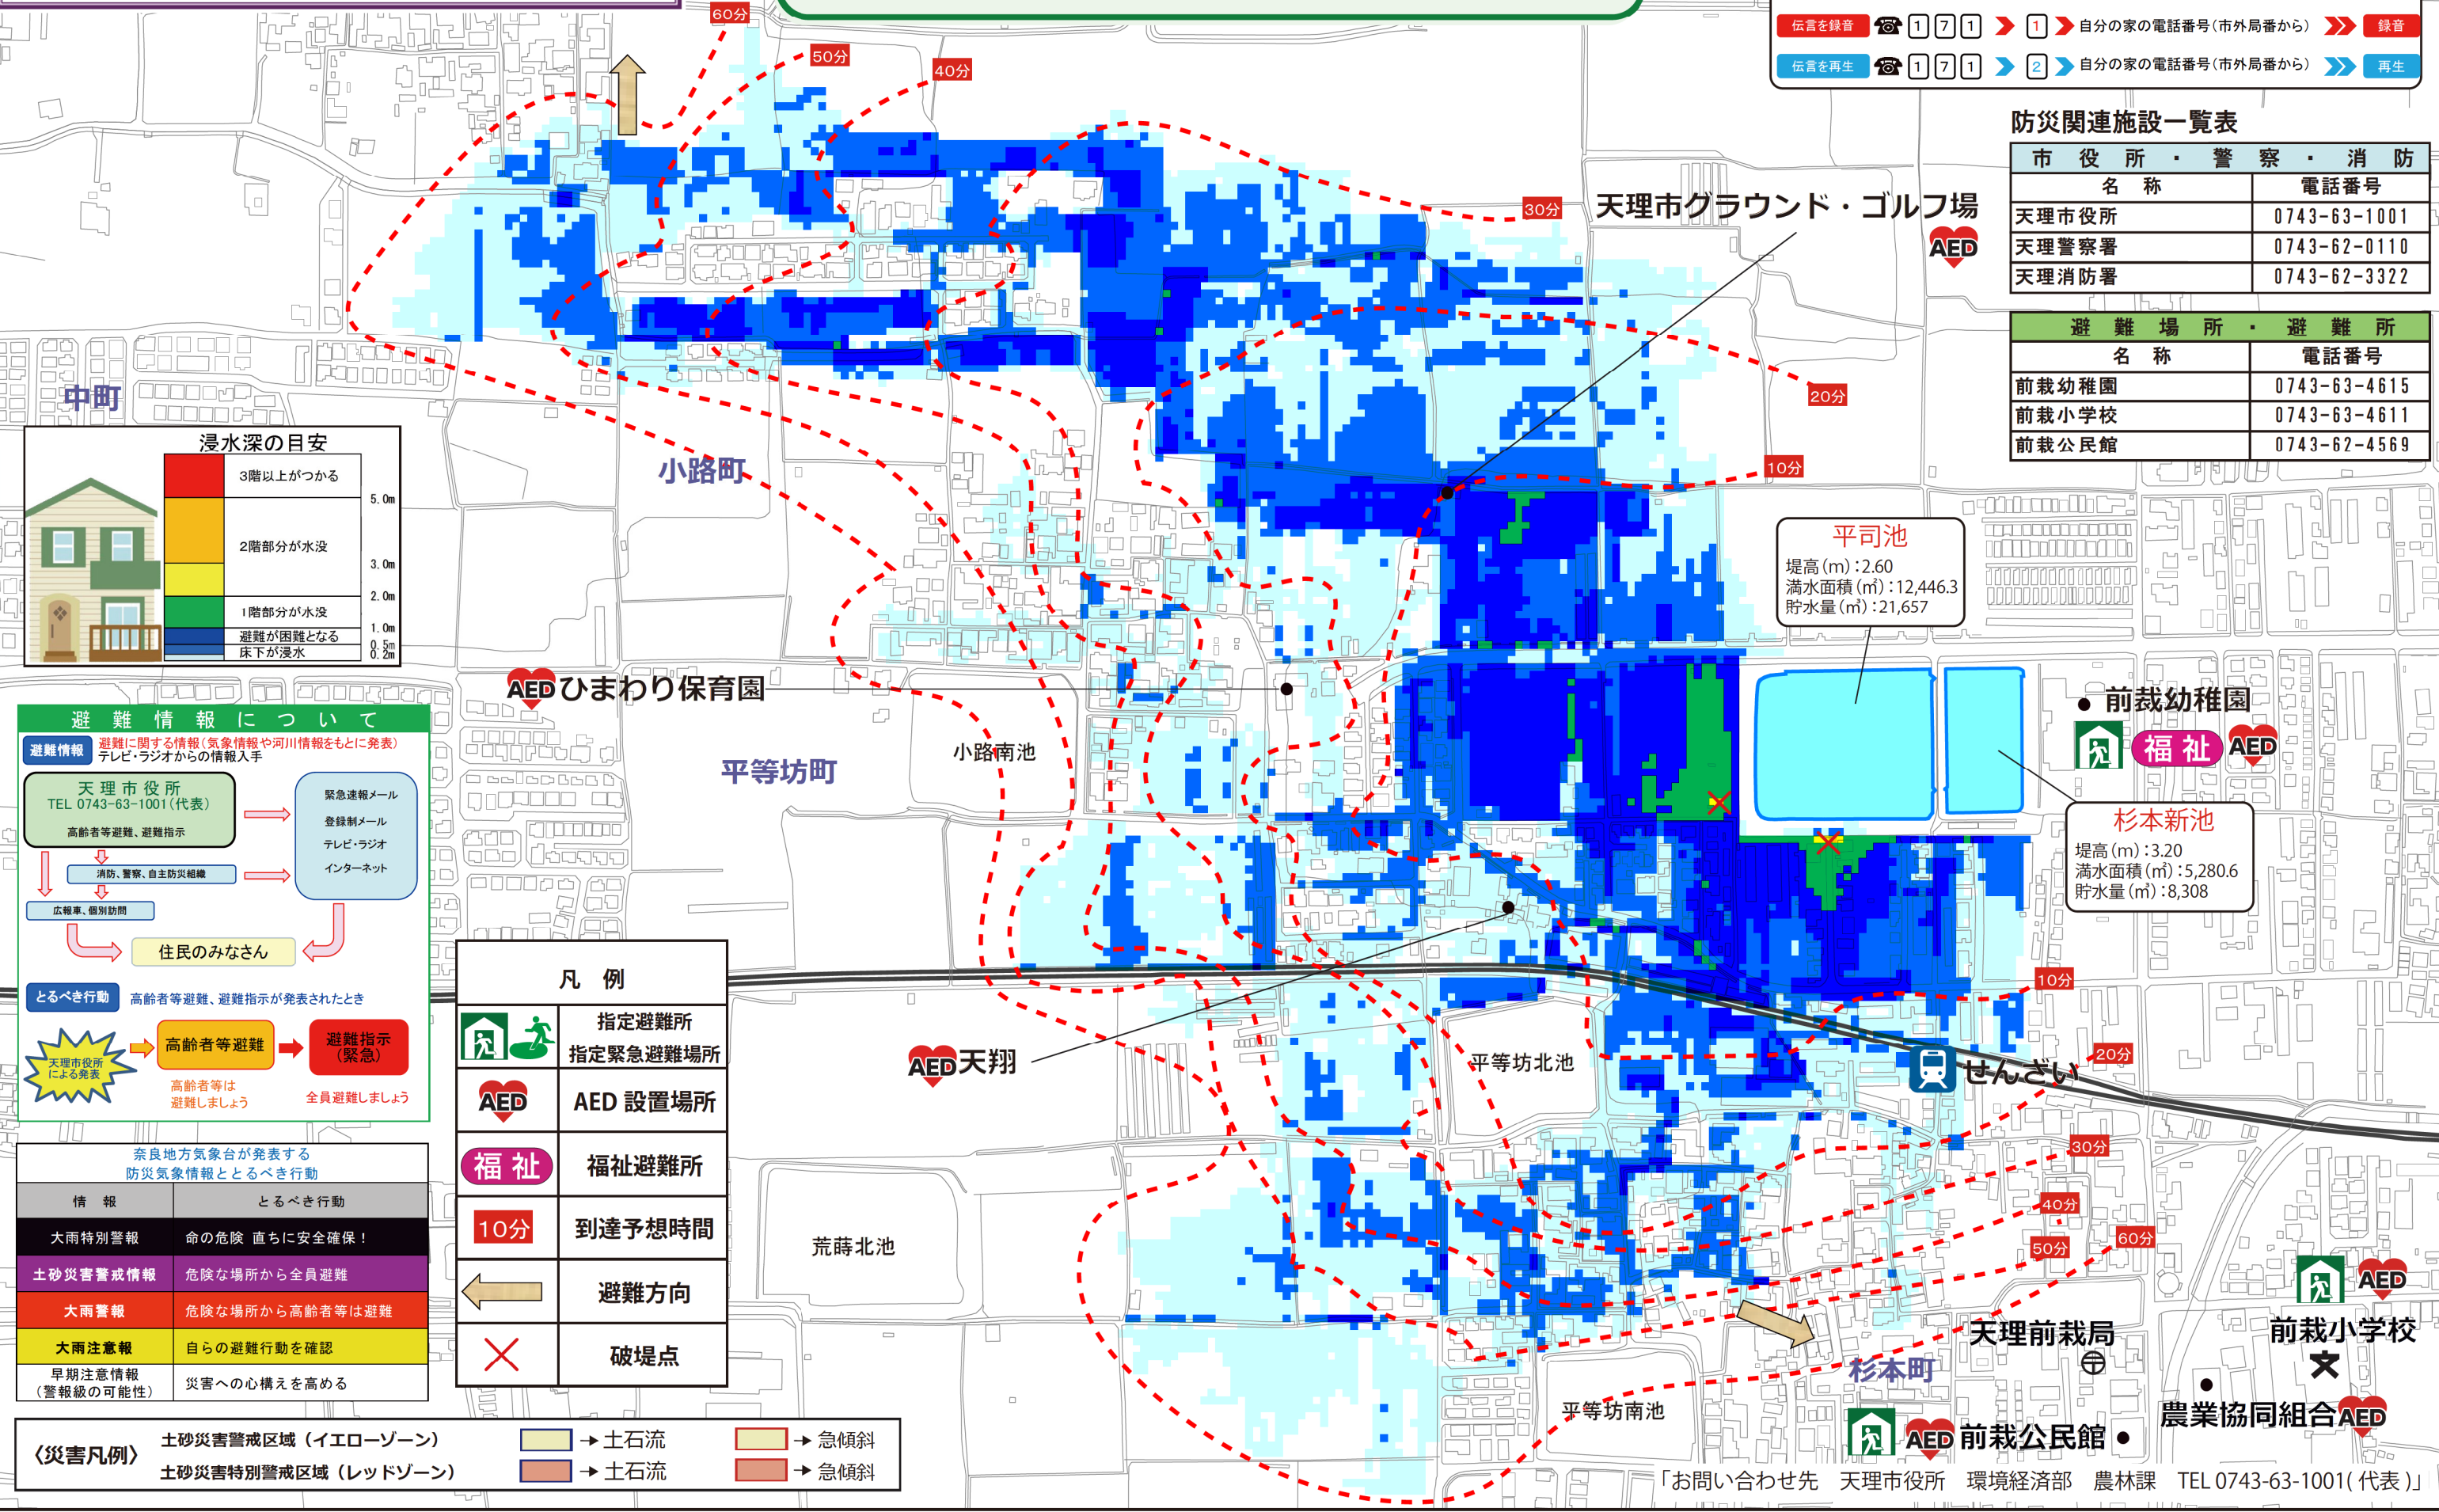 伝言を録音 ☎ 1 7 1 1 自分の家の電話番号(市外局番から) 録音
伝言を再生 ☎ 1 7 1 2 自分の家の電話番号(市外局番から) 再生
防災関連施設一覧表
市役所・警察・消防
名 称 電話番号
天理市役所 0743-63-1001
天理警察署 0743-62-0110
天理消防署 0743-62-3322
避難場所・避難所
名 称 電話番号
前栽幼稚園 0743-63-4615
前栽小学校 0743-63-4611
前栽公民館 0743-62-4569
60分
50分
40分
30分
天理市グラウンド・ゴルフ場
AED
20分
10分
中町
小路町
浸水深の目安
3階以上がつかる
5.0m
2階部分が水没
3.0m
2.0m
1階部分が水没
1.0m
避難が困難となる
0.5m
床下が浸水
0.2m
平司池
堤高(m):2.60
満水面積(㎡):12,446.3
貯水量(㎥):21,657
AED ひまわり保育園
平等坊町
小路南池
前栽幼稚園
福祉 AED
杉本新池
堤高(m):3.20
満水面積(㎡):5,280.6
貯水量(㎥):8,308
避難情報について
避難情報 避難に関する情報(気象情報や河川情報をもとに発表)
テレビ・ラジオからの情報入手
天理市役所
TEL 0743-63-1001(代表)
高齢者等避難、避難指示
緊急速報メール
登録制メール
テレビ・ラジオ
インターネット
消防、警察、自主防災組織
広報車、個別訪問
住民のみなさん
とるべき行動 高齢者等避難、避難指示が発表されたとき
天理市役所
による発表
高齢者等避難
避難指示
(緊急)
高齢者等は
避難しましょう
全員避難しましょう
奈良地方気象台が発表する
防災気象情報ととるべき行動
情 報 とるべき行動
大雨特別警報 命の危険 直ちに安全確保!
土砂災害警戒情報 危険な場所から全員避難
大雨警報 危険な場所から高齢者等は避難
大雨注意報 自らの避難行動を確認
早期注意情報
(警報級の可能性)
災害への心構えを高める
凡 例
指定避難所
指定緊急避難場所
AED AED 設置場所
福祉 福祉避難所
10分 到達予想時間
避難方向
破堤点
AED 天翔
荒蒔北池
平等坊北池
平等坊南池
せんざい
10分
20分
30分
40分
50分
60分
天理前栽局
杉本町
AED
前栽小学校
農業協同組合 AED
AED 前栽公民館
〈災害凡例〉
土砂災害警戒区域(イエローゾーン) →土石流 →急傾斜
土砂災害特別警戒区域(レッドゾーン) →土石流 →急傾斜
「お問い合わせ先 天理市役所 環境経済部 農林課 TEL 0743-63-1001(代表)」